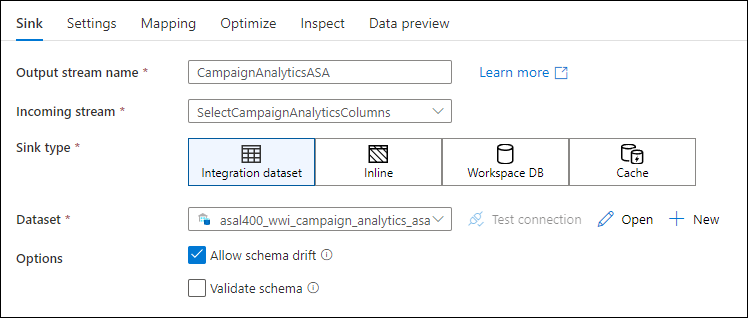 Sink Settings Mapping Optimize Inspect Data preview
Output stream name * CampaignAnalyticsASA Learn more
Incoming stream * SelectCampaignAnalyticsColumns
Sink type * Integration dataset Inline Workspace DB Cache
Dataset * asal400_wwi_campaign_analytics_asa Test connection Open New
Options Allow schema drift
Validate schema